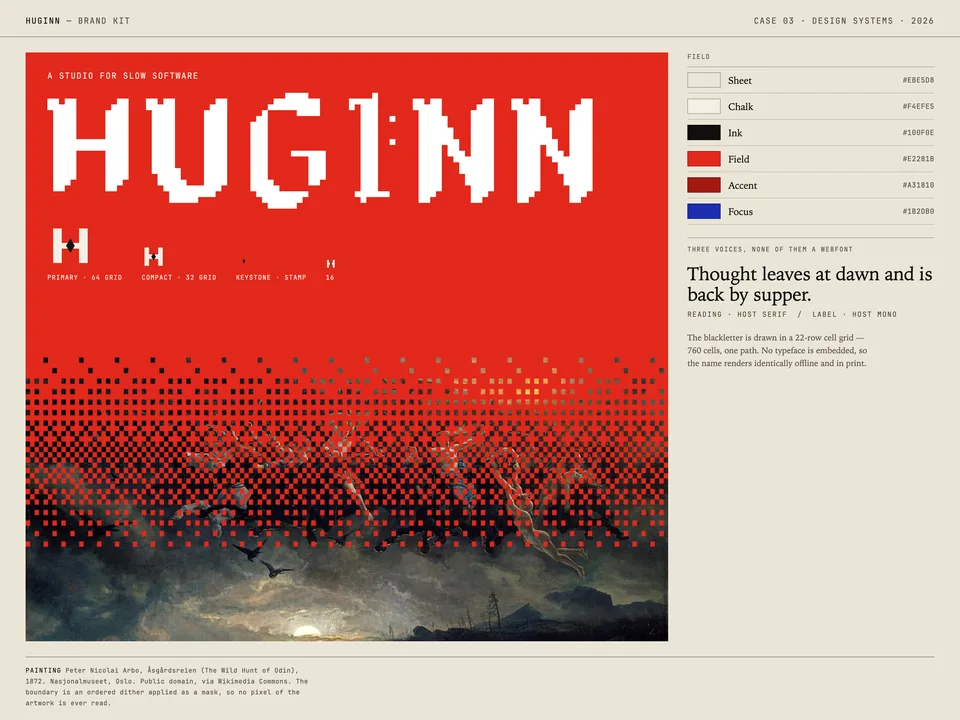 HUGINN — BRAND KIT
CASE 03 · DESIGN SYSTEMS · 2026
A STUDIO FOR SLOW SOFTWARE
HUGINN
PRIMARY · 64 GRID
COMPACT · 32 GRID
KEYSTONE · STAMP
16
FIELD
Sheet #EBE5D8
Chalk #F4EFE5
Ink #100F0E
Field #E2281B
Accent #A31810
Focus #1B2DB0
THREE VOICES, NONE OF THEM A WEBFONT
Thought leaves at dawn and is
back by supper.
READING · HOST SERIF / LABEL · HOST MONO
The blackletter is drawn in a 22-row cell grid —
760 cells, one path. No typeface is embedded, so
the name renders identically offline and in print.
PAINTING Peter Nicolai Arbo, Åsgårdsreien (The Wild Hunt of Odin),
1872. Nasjonalmuseet, Oslo. Public domain, via Wikimedia Commons. The
boundary is an ordered dither applied as a mask, so no pixel of the
artwork is ever read.